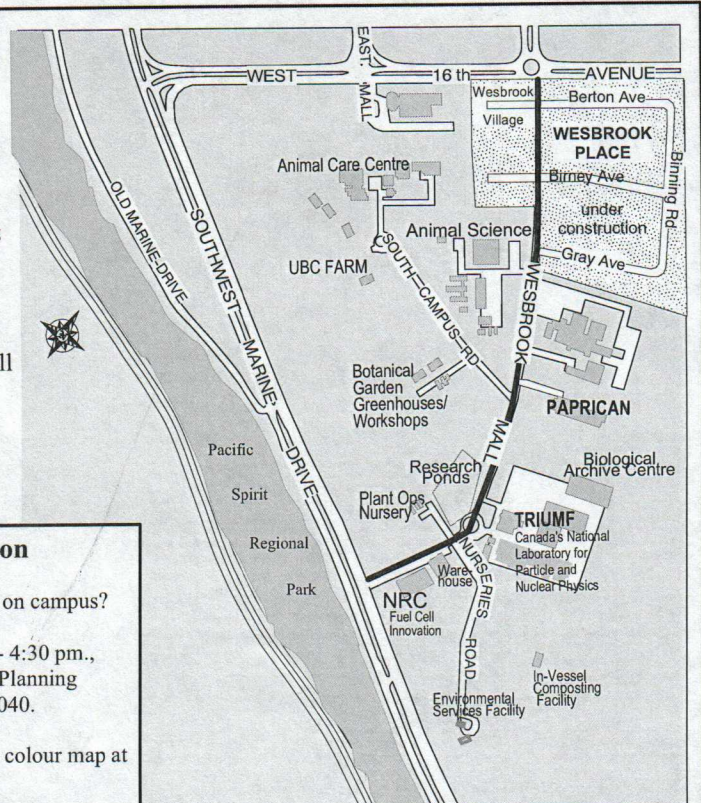 EAST MALL
WEST 16 th AVENUE
Wesbrook
Village
Berton Ave
WESBROOK
PLACE
Binning Rd
Birney Ave
under
construction
Gray Ave
Animal Care Centre
OLD MARINE DRIVE
SOUTHWEST MARINE DRIVE
Animal Science
UBC FARM
SOUTH CAMPUS RD
WESBROOK MALL
ll
Botanical
Garden
Greenhouses/
Workshops
PAPRICAN
Pacific
Spirit
Regional
Park
Research
Ponds
Biological
Archive Centre
Plant Ops
Nursery
TRIUMF
Canada's National
Laboratory for
Particle and
Nuclear Physics
NURSERIES ROAD
Ware-
house
NRC
Fuel Cell
Innovation
In-Vessel
Composting
Facility
Environmental
Services Facility
on
on campus?
- 4:30 pm.,
Planning
040.
colour map at